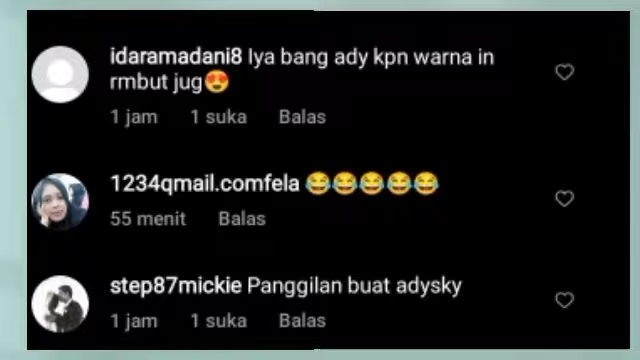 idaramadani8 Iya bang ady kpn warna in
rmbut jug😍
1 jam 1 suka Balas
1234qmail.comfela 😂😂😂😂😂
55 menit Balas
step87mickie Panggilan buat adysky
1 jam 1 suka Balas